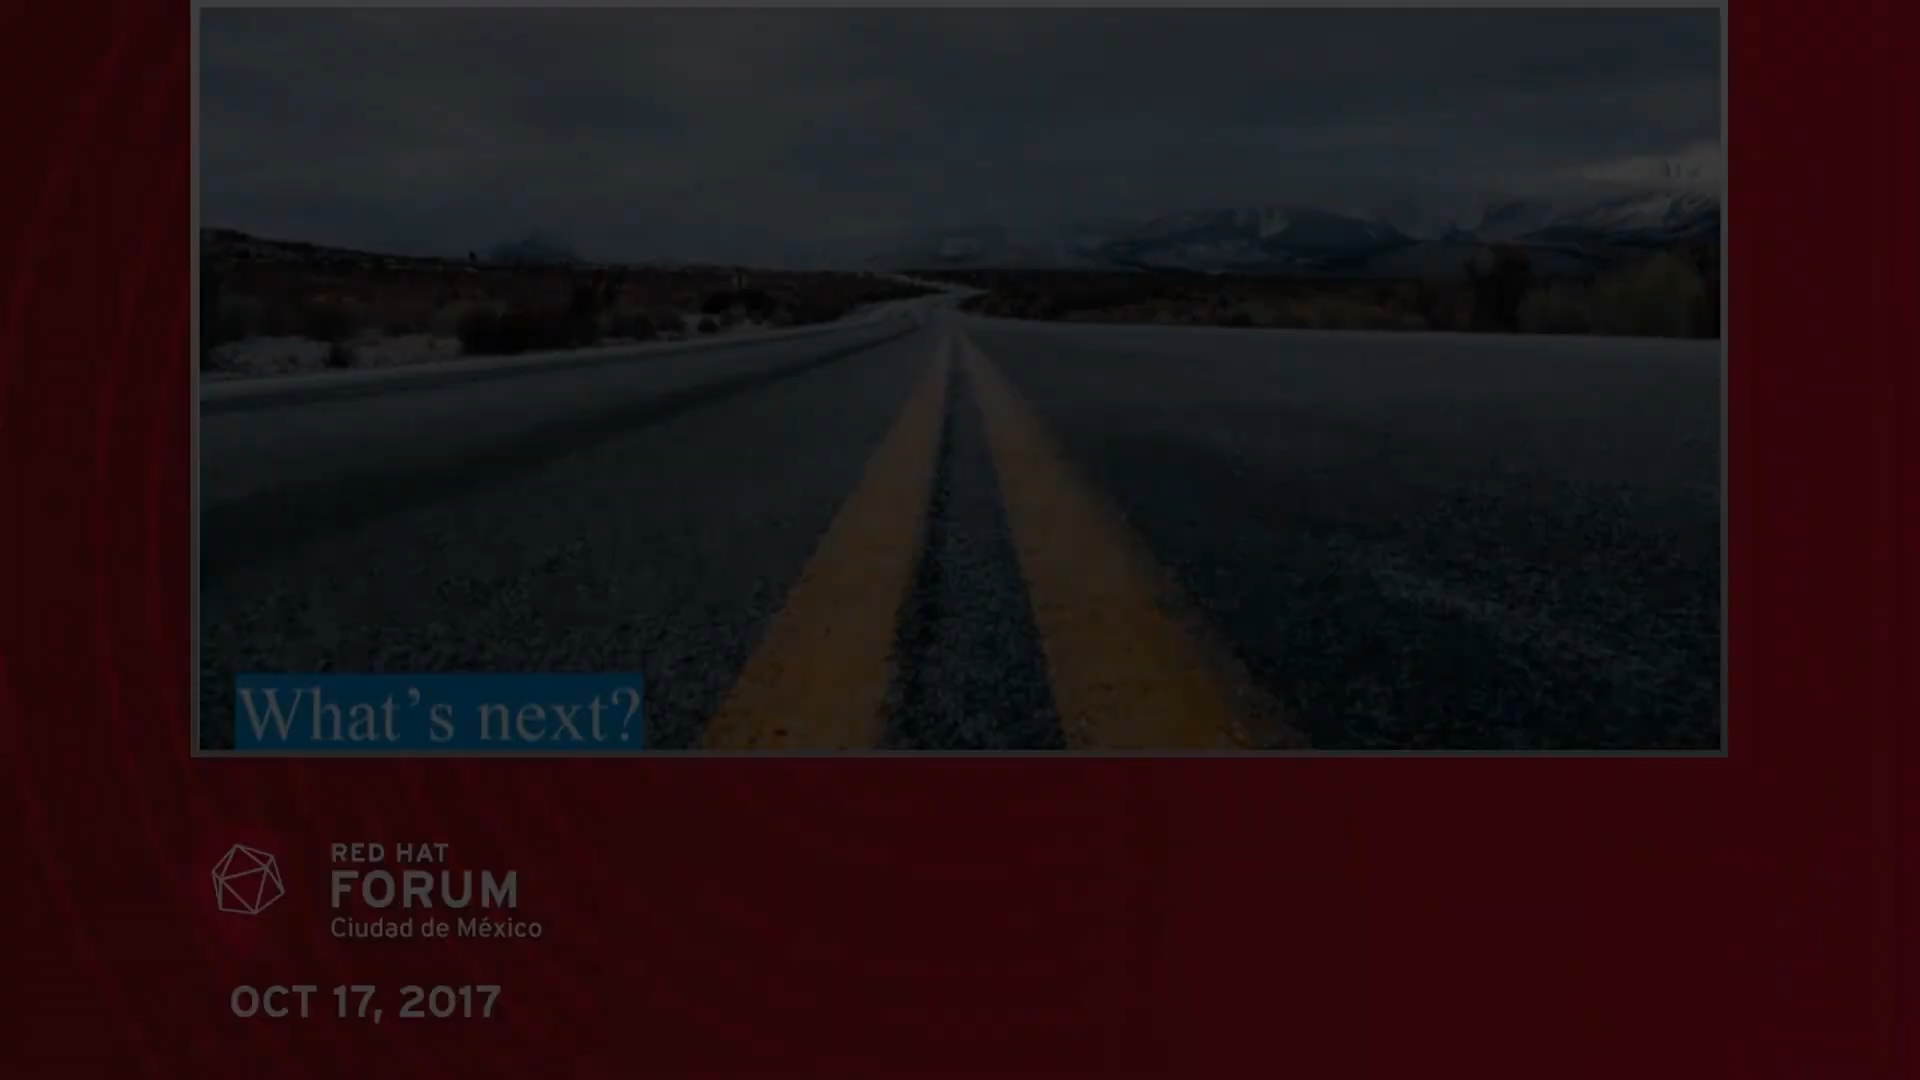 What's next?
RED HAT
FORUM
Ciudad de México
OCT 17, 2017